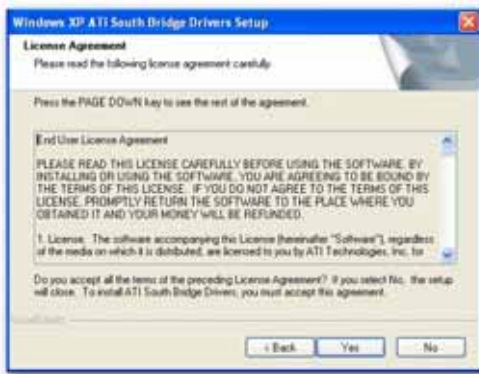 Windows XP ATI South Bridge Drivers Setup
License Agreement
Please read the following license agreement carefully.
Press the PAGE DOWN key to see the rest of the agreement.
End User License Agreement
PLEASE READ THIS LICENSE CAREFULLY BEFORE USING THE SOFTWARE. BY
INSTALLING OR USING THE SOFTWARE, YOU ARE AGREEING TO BE BOUND BY
THE TERMS OF THIS LICENSE. IF YOU DO NOT AGREE TO THE TERMS OF THIS
LICENSE, PROMPTLY RETURN THE SOFTWARE TO THE PLACE WHERE YOU
OBTAINED IT AND YOUR MONEY WILL BE REFUNDED.
1. License. The software accompanying this License (hereinafter "Software"), regardless
of the media on which it is distributed, are licensed to you by ATI Technologies, Inc. for
Do you accept all the terms of the preceding License Agreement? If you select No, the setup
will close. To install ATI South Bridge Drivers, you must accept this agreement.
< Back
Yes
No